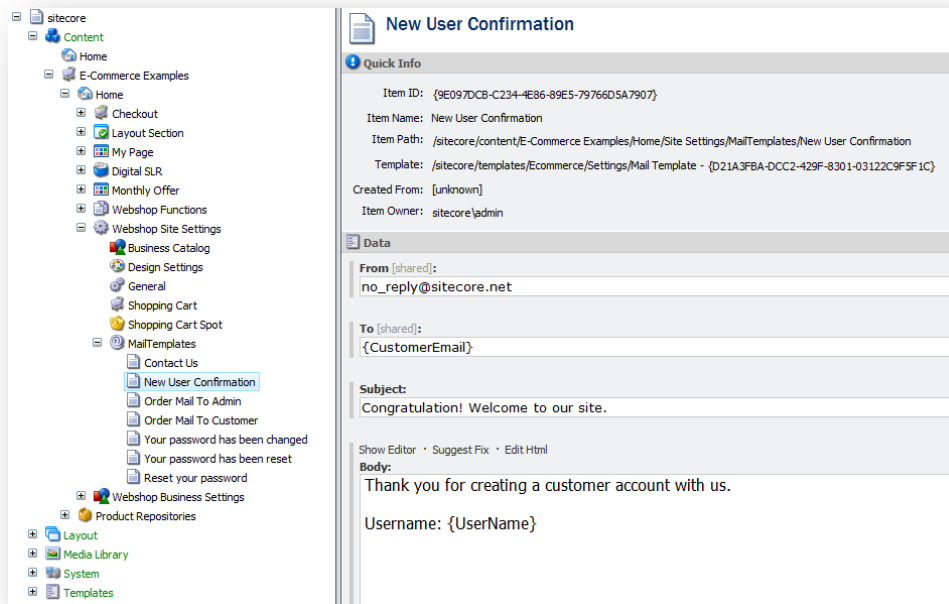 sitecore
Content
Home
E-Commerce Examples
Home
Checkout
Layout Section
My Page
Digital SLR
Monthly Offer
Webshop Functions
Webshop Site Settings
Business Catalog
Design Settings
General
Shopping Cart
Shopping Cart Spot
MailTemplates
Contact Us
New User Confirmation
Order Mail To Admin
Order Mail To Customer
Your password has been changed
Your password has been reset
Reset your password
Webshop Business Settings
Product Repositories
Layout
Media Library
System
Templates
New User Confirmation
Quick Info
Item ID: {9E097DCB-C234-4E86-89E5-79766D5A7907}
Item Name: New User Confirmation
Item Path: /sitecore/content/E-Commerce Examples/Home/Site Settings/MailTemplates/New User Confirmation
Template: /sitecore/templates/Ecommerce/Settings/Mail Template - {D21A3FBA-DCC2-429F-8301-03122C9F5F1C}
Created From: [unknown]
Item Owner: sitecore\admin
Data
From [shared]:
no_reply@sitecore.net
To [shared]:
{CustomerEmail}
Subject:
Congratulation! Welcome to our site.
Show Editor · Suggest Fix · Edit Html
Body:
Thank you for creating a customer account with us.
Username: {UserName}